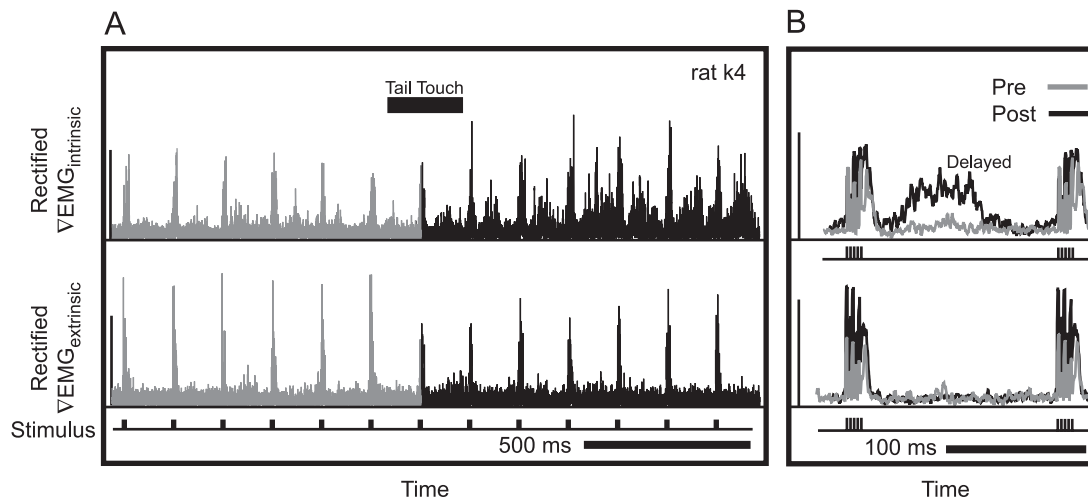 A
B
rat k4
Tail Touch
Pre
Post
Delayed
Rectified
∇EMGintrinsic
Rectified
∇EMGextrinsic
Stimulus
500 ms
100 ms
Time
Time